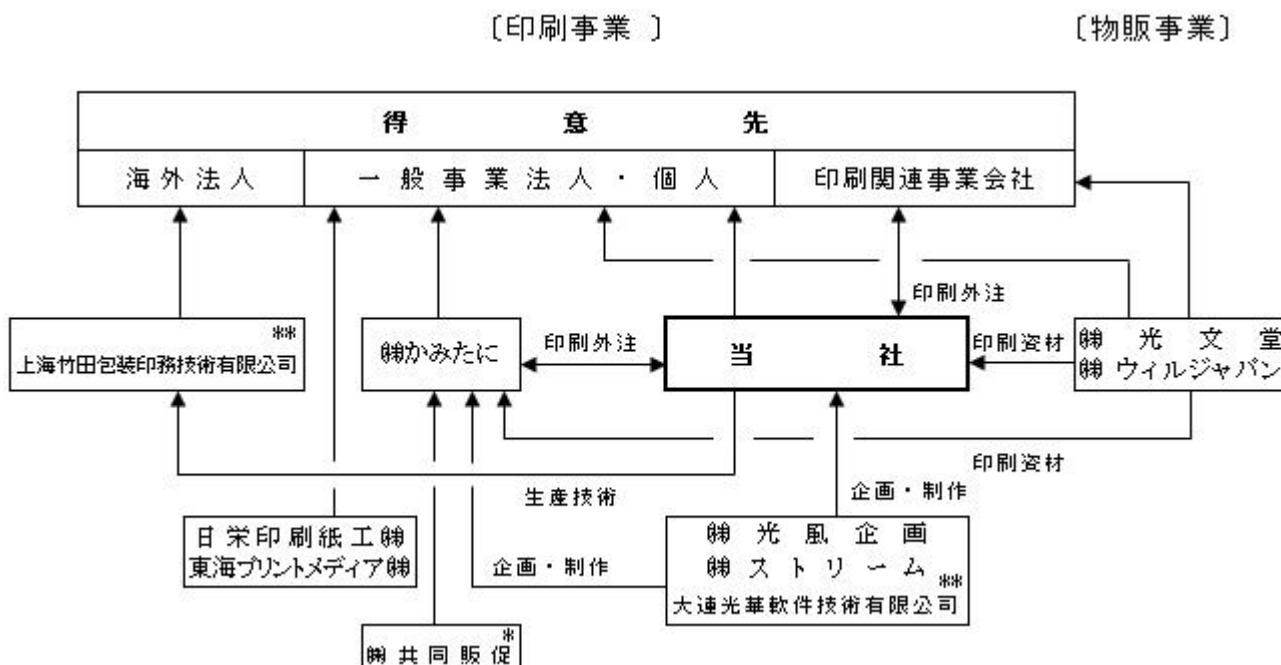 〔印刷事業 〕
〔物販事業〕
得意先
海外法人
一般事業法人・個人
印刷関連事業会社
印刷外注
**
上海竹田包装印務技術有限公司
㈱かみたに
印刷外注
当社
印刷資材
㈱光文堂
㈱ウィルジャパン
印刷資材
生産技術
企画・制作
日栄印刷紙工㈱
東海プリントメディア㈱
企画・制作
㈱光風企画
㈱ストリーム
**
大連光華軟件技術有限公司
*
㈱共同販促